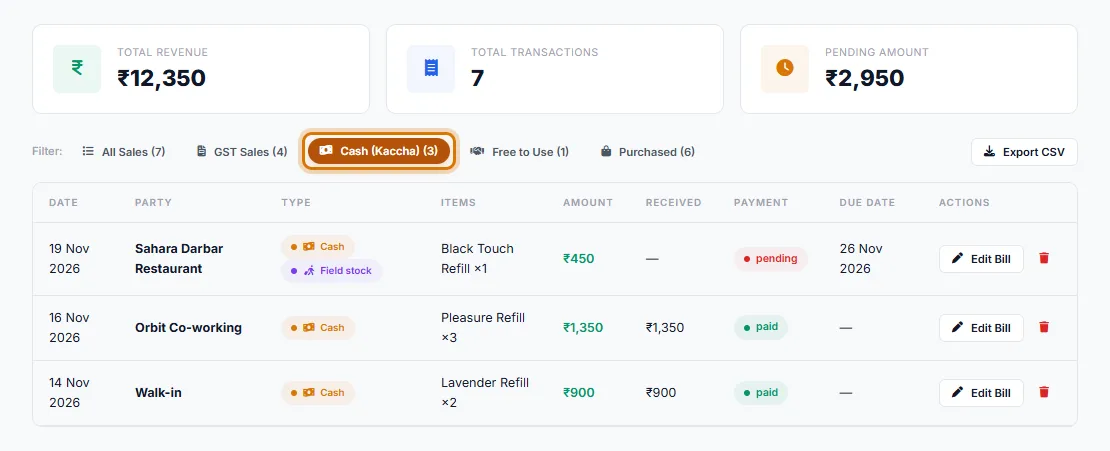 TOTAL REVENUE
₹12,350
TOTAL TRANSACTIONS
7
PENDING AMOUNT
₹2,950
Filter: All Sales (7) GST Sales (4) Cash (Kaccha) (3) Free to Use (1) Purchased (6) Export CSV
DATE PARTY TYPE ITEMS AMOUNT RECEIVED PAYMENT DUE DATE ACTIONS
19 Nov 2026 Sahara Darbar Restaurant Cash Field stock Black Touch Refill ×1 ₹450 — pending 26 Nov 2026 Edit Bill
16 Nov 2026 Orbit Co-working Cash Pleasure Refill ×3 ₹1,350 ₹1,350 paid — Edit Bill
14 Nov 2026 Walk-in Cash Lavender Refill ×2 ₹900 ₹900 paid — Edit Bill